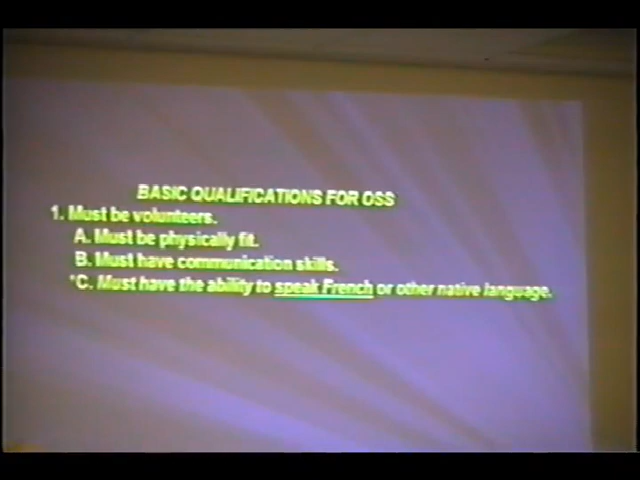 BASIC QUALIFICATIONS FOR OSS
1. Must be volunteers.
A. Must be physically fit.
B. Must have communication skills.
*C. Must have the ability to speak French or other native language.